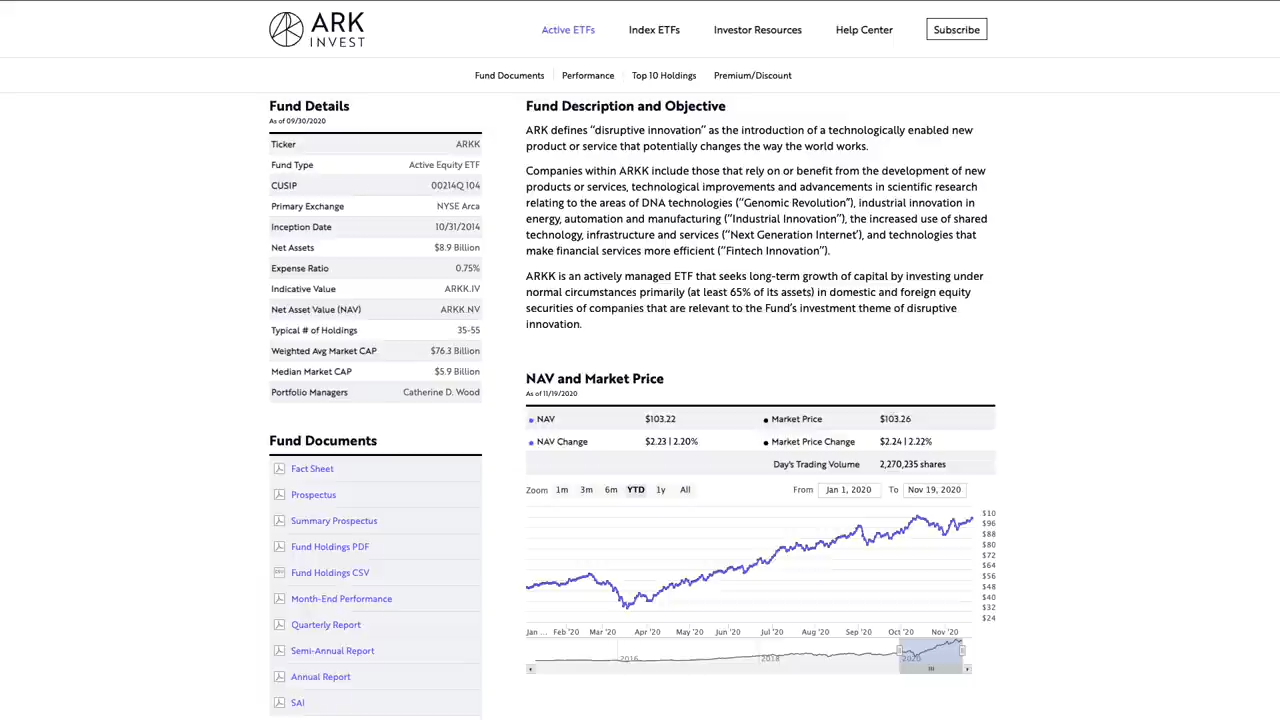 ARK
INVEST
Active ETFs Index ETFs Investor Resources Help Center Subscribe
Fund Documents Performance Top 10 Holdings Premium/Discount
Fund Details
As of 09/30/2020
Ticker ARKK
Fund Type Active Equity ETF
CUSIP 00214Q 104
Primary Exchange NYSE Arca
Inception Date 10/31/2014
Net Assets $8.9 Billion
Expense Ratio 0.75%
Indicative Value ARKK.IV
Net Asset Value (NAV) ARKK.NV
Typical # of Holdings 35-55
Weighted Avg Market CAP $76.3 Billion
Median Market CAP $5.9 Billion
Portfolio Managers Catherine D. Wood
Fund Documents
Fact Sheet
Prospectus
Summary Prospectus
Fund Holdings PDF
Fund Holdings CSV
Month-End Performance
Quarterly Report
Semi-Annual Report
Annual Report
SAI
Fund Description and Objective
ARK defines “disruptive innovation” as the introduction of a technologically enabled new
product or service that potentially changes the way the world works.
Companies within ARKK include those that rely on or benefit from the development of new
products or services, technological improvements and advancements in scientific research
relating to the areas of DNA technologies (“Genomic Revolution”), industrial innovation in
energy, automation and manufacturing (“Industrial Innovation”), the increased use of shared
technology, infrastructure and services (“Next Generation Internet’), and technologies that
make financial services more efficient (“Fintech Innovation”).
ARKK is an actively managed ETF that seeks long-term growth of capital by investing under
normal circumstances primarily (at least 65% of its assets) in domestic and foreign equity
securities of companies that are relevant to the Fund’s investment theme of disruptive
innovation.
NAV and Market Price
As of 11/19/2020
NAV $103.22 Market Price $103.26
NAV Change $2.23 | 2.20% Market Price Change $2.24 | 2.22%
Day's Trading Volume 2,270,235 shares
Zoom 1m 3m 6m YTD 1y All From Jan 1, 2020 To Nov 19, 2020
$10
$96
$88
$80
$72
$64
$56
$48
$40
$32
$24
Jan ... Feb '20 Mar '20 Apr '20 May '20 Jun '20 Jul '20 Aug '20 Sep '20 Oct '20 Nov '20
2016 2018 2020